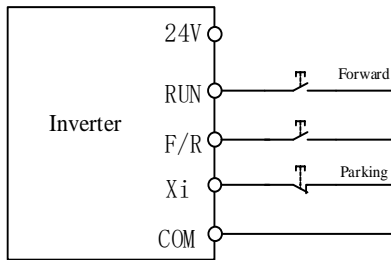 24V
RUN
Forward
Inverter
F/R
Xi
Parking
COM